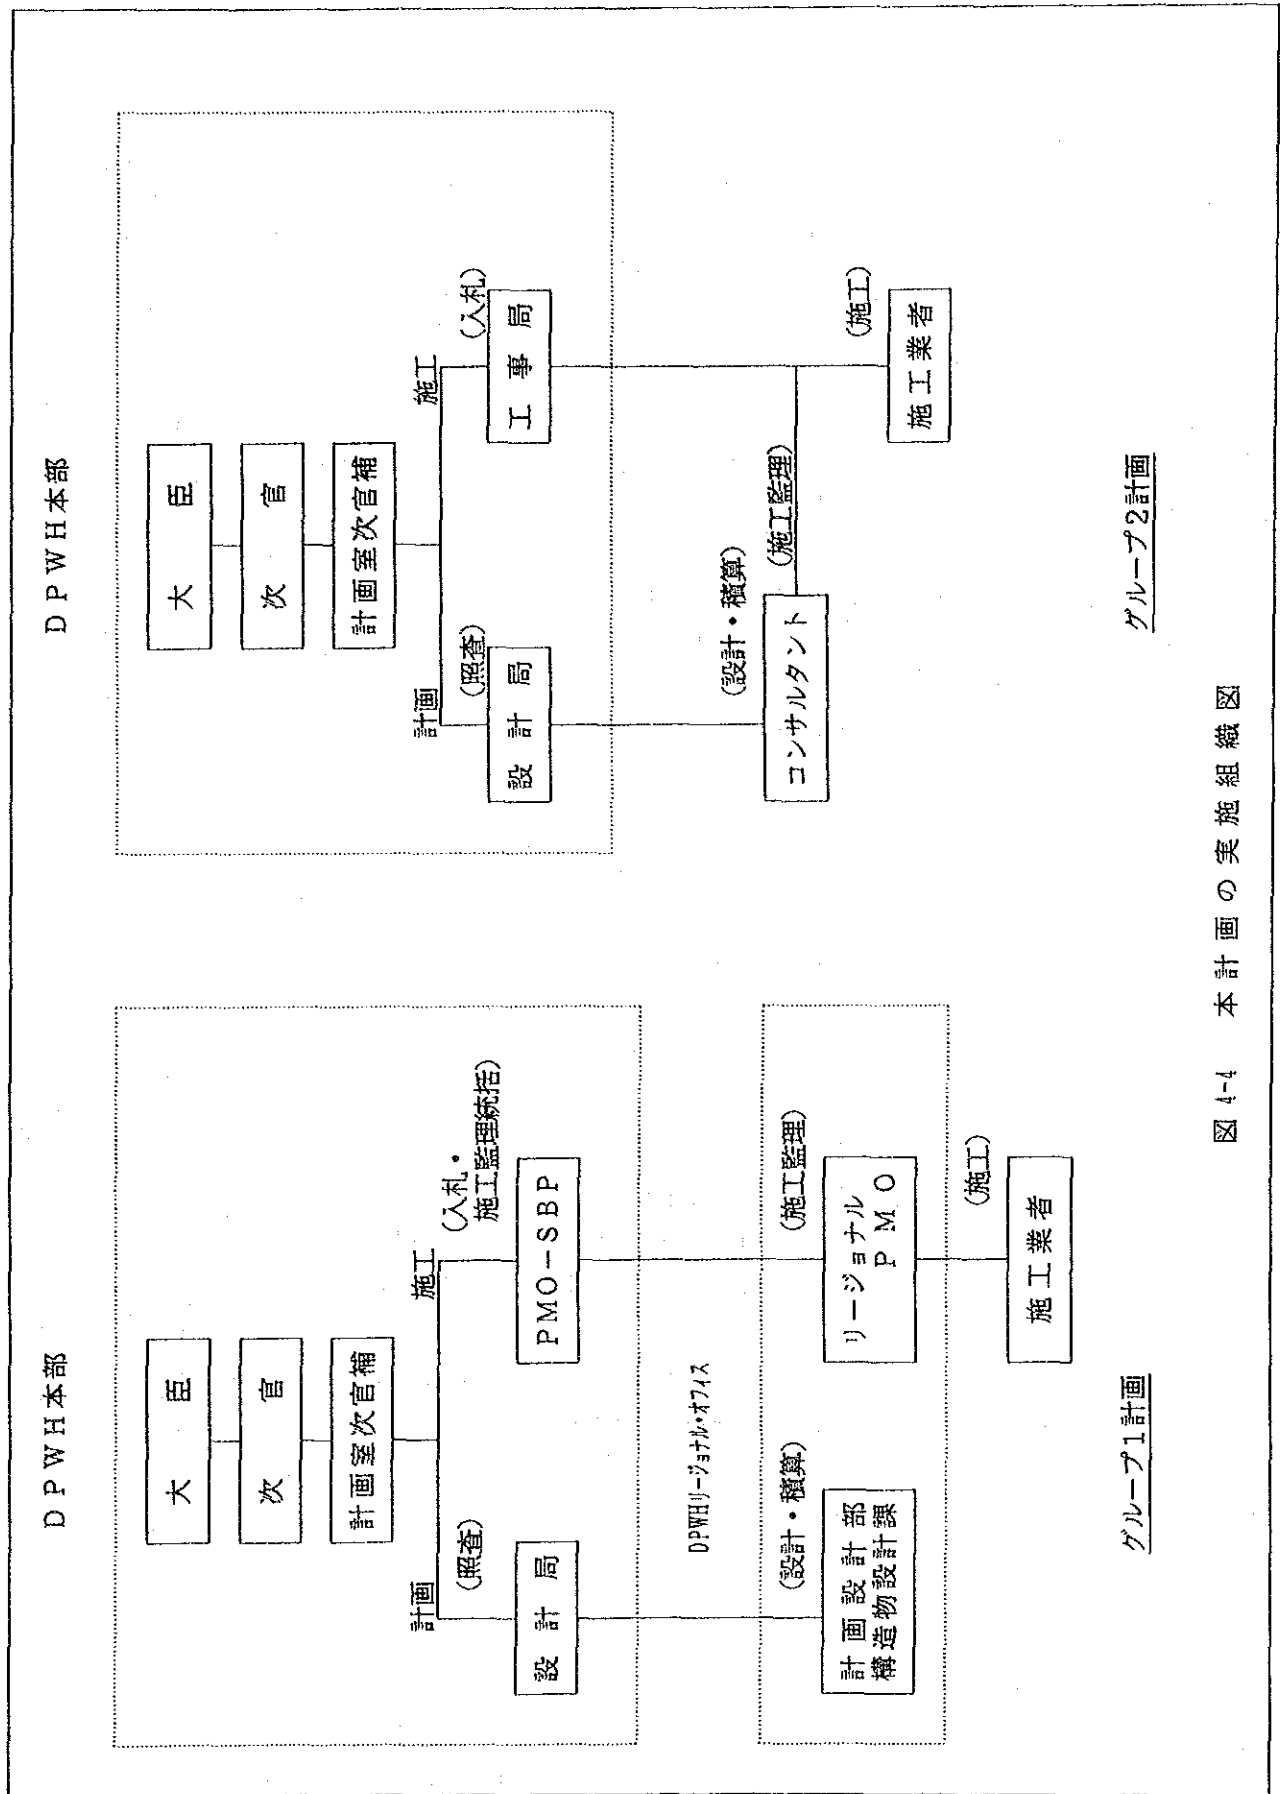 DPWH本部
大臣
次官
計画室次官補
計画
施工
(照査)
設計局
(入札・
施工監理統括)
PMO-SBP
DPWHリージョナル・オフィス
(設計・積算)
計画設計部
構造物設計課
(施工監理)
リージョナル
PMO
(施工)
施工業者
グループ1計画
DPWH本部
大臣
次官
計画室次官補
計画
施工
(照査)
設計局
(入札)
工事局
(設計・積算)
コンサルタント
(施工監理)
(施工)
施工業者
グループ2計画
図 4-4 本計画の実施組織図